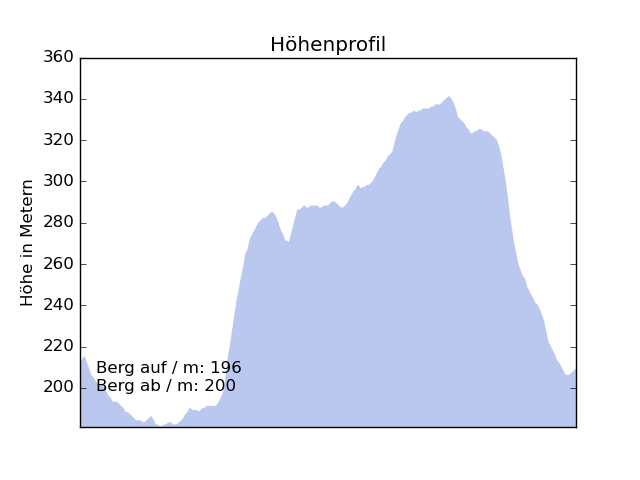 Höhenprofil
360
340
320
300
280
260
240
220
200
Höhe in Metern
Berg auf / m: 196
Berg ab / m: 200